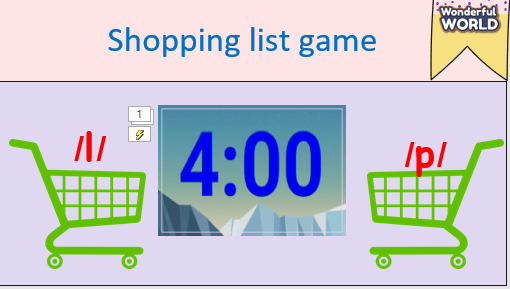 Wonderful
WORLD
Shopping list game
1
/l/
4:00
/p/